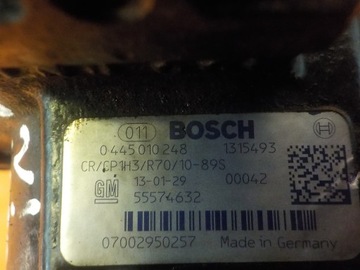 011 BOSCH
0 445 010 248 1315493
CR/CP1H3/R70/10-89S
GM 13-01-29 00042
55574632
07002950257 Made in Germany